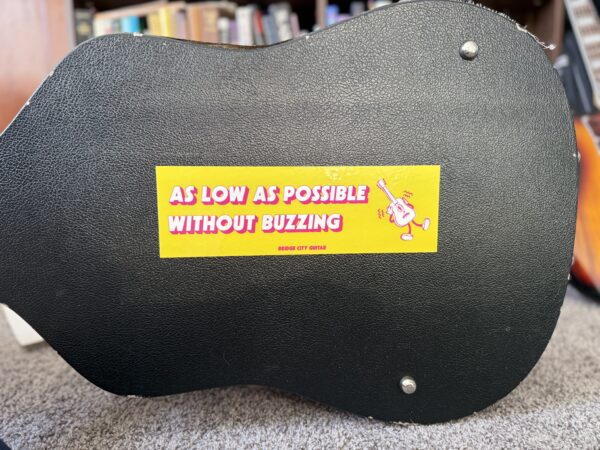 AS LOW AS POSSIBLE
WITHOUT BUZZING
BRIDGE CITY GUITAR